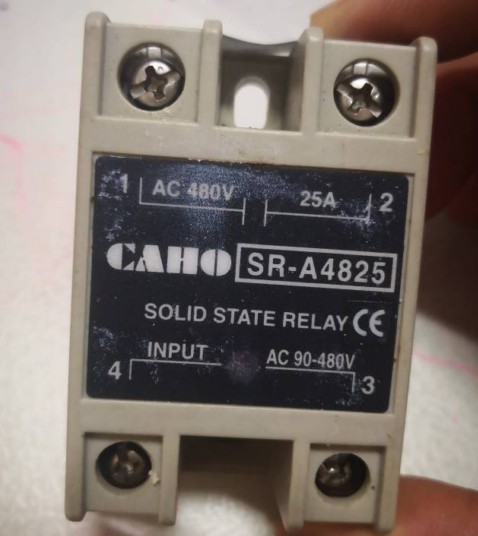 1 AC 480V 25A 2
CAHO SR-A4825
SOLID STATE RELAY CE
INPUT AC 90-480V
4 3